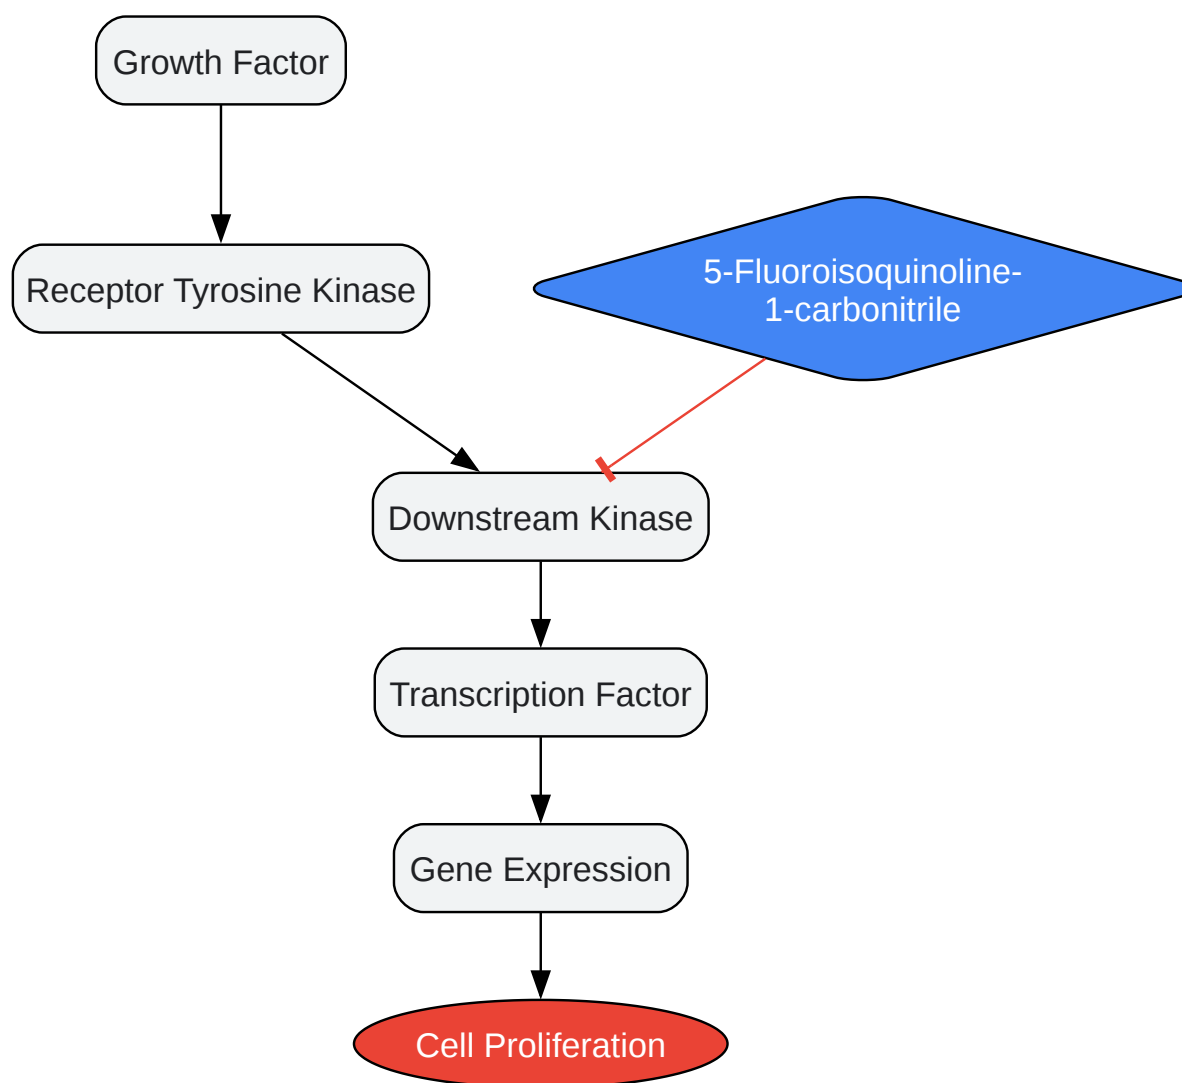 Growth Factor
Receptor Tyrosine Kinase
5-Fluoroisoquinoline-
1-carbonitrile
Downstream Kinase
Transcription Factor
Gene Expression
Cell Proliferation